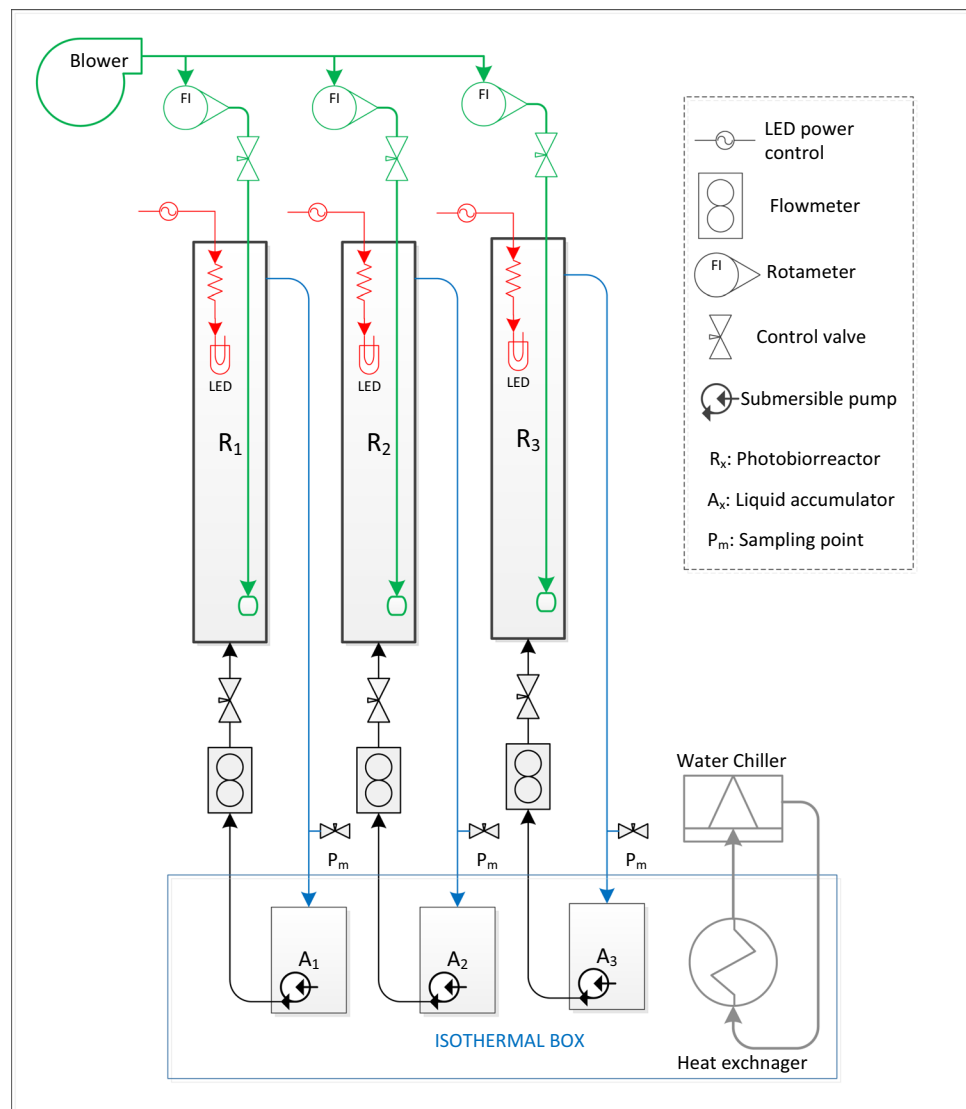 Blower
FI
FI
FI
LED power
control
Flowmeter
FI
Rotameter
Control valve
Submersible pump
Rx: Photobiorreactor
Ax: Liquid accumulator
Pm: Sampling point
LED
LED
LED
R1
R2
R3
Water Chiller
Pm
Pm
Pm
A1
A2
A3
ISOTHERMAL BOX
Heat exchnager